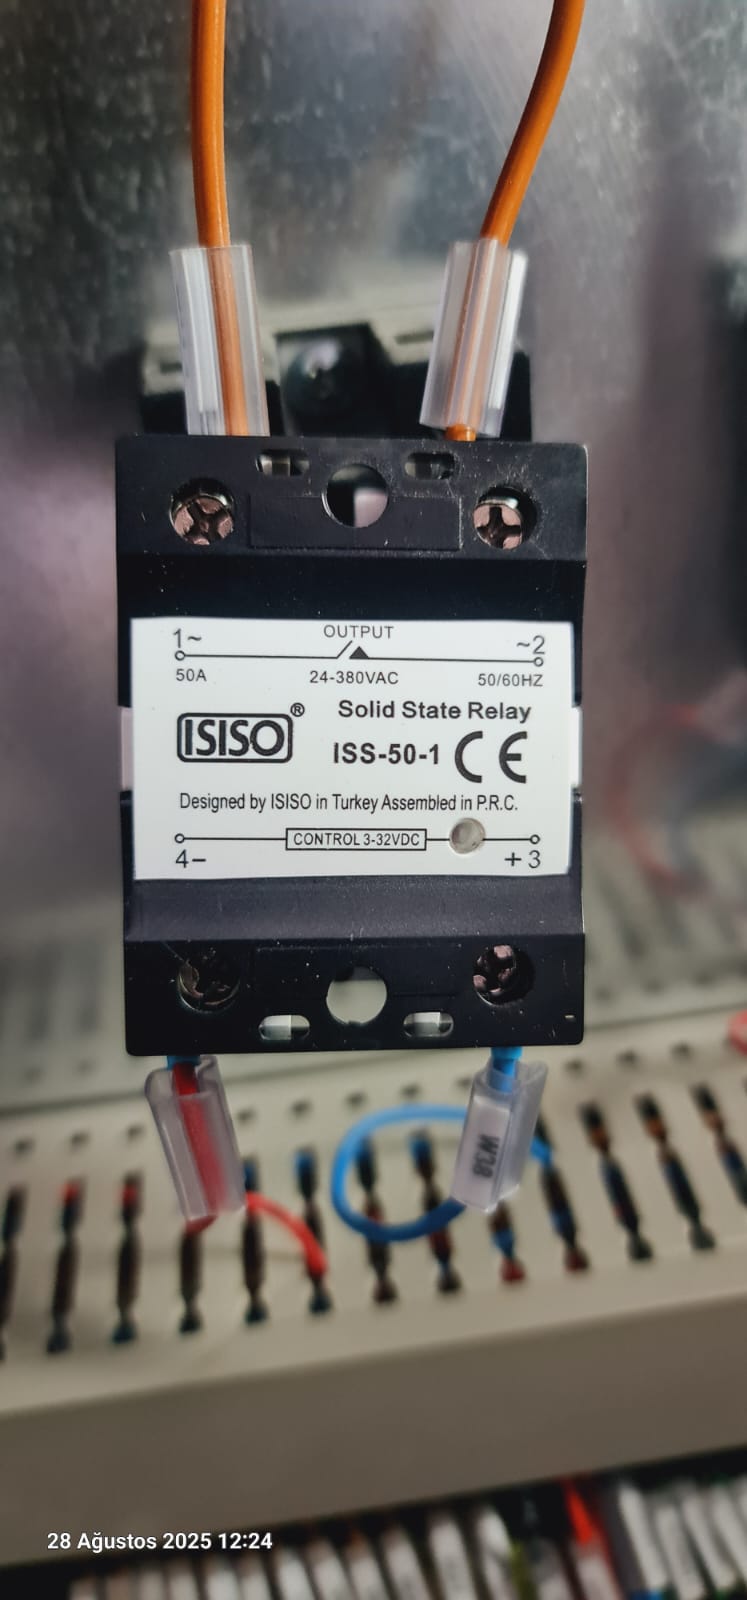 OUTPUT
1~ ~2
50A 24-380VAC 50/60HZ
ISISO®
Solid State Relay
ISS-50-1 CE
Designed by ISISO in Turkey Assembled in P.R.C.
CONTROL 3-32VDC
4− +3
28 Ağustos 2025 12:24